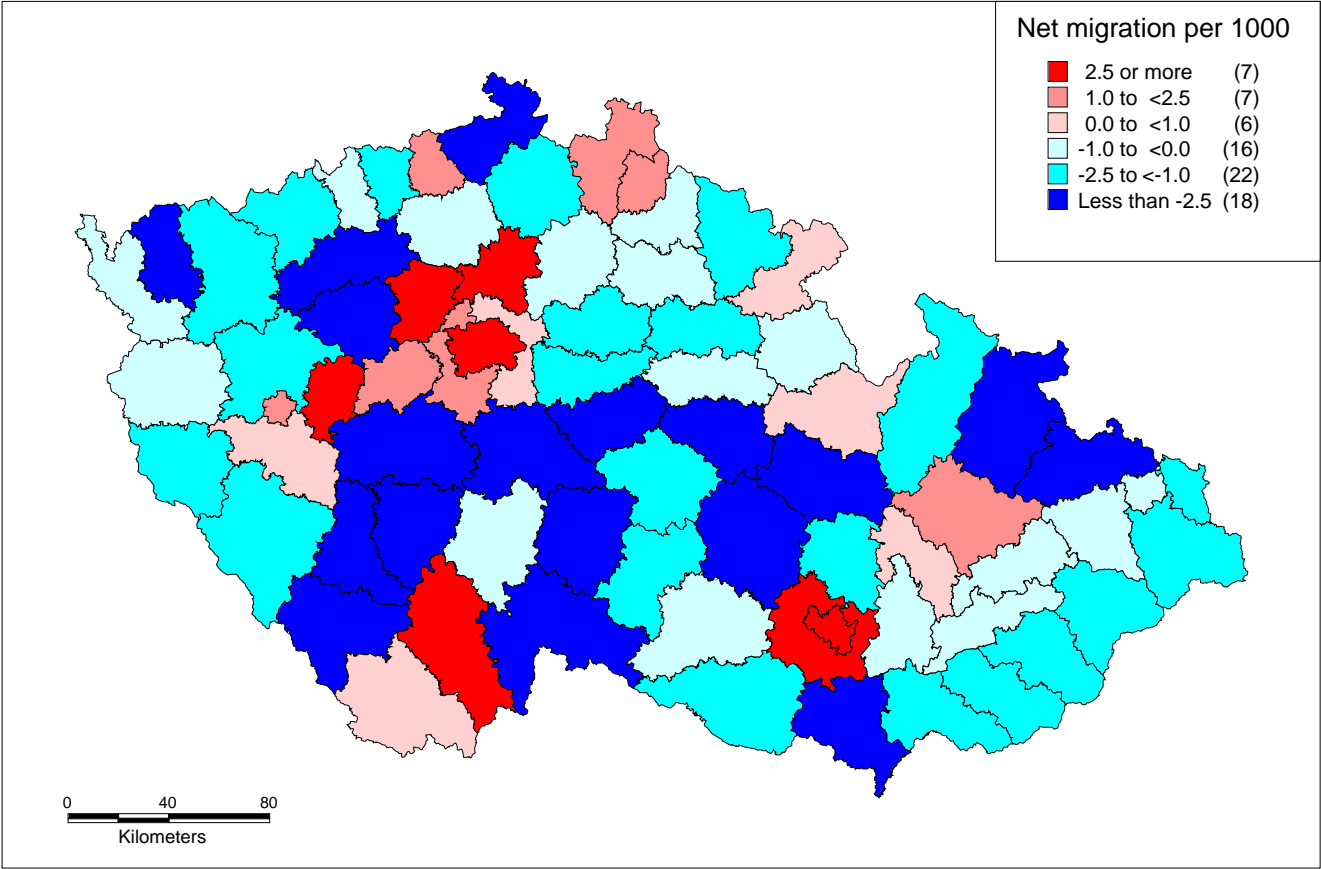 Net migration per 1000
2.5 or more (7)
1.0 to <2.5 (7)
0.0 to <1.0 (6)
-1.0 to <0.0 (16)
-2.5 to <-1.0 (22)
Less than -2.5 (18)
0 40 80
Kilometers